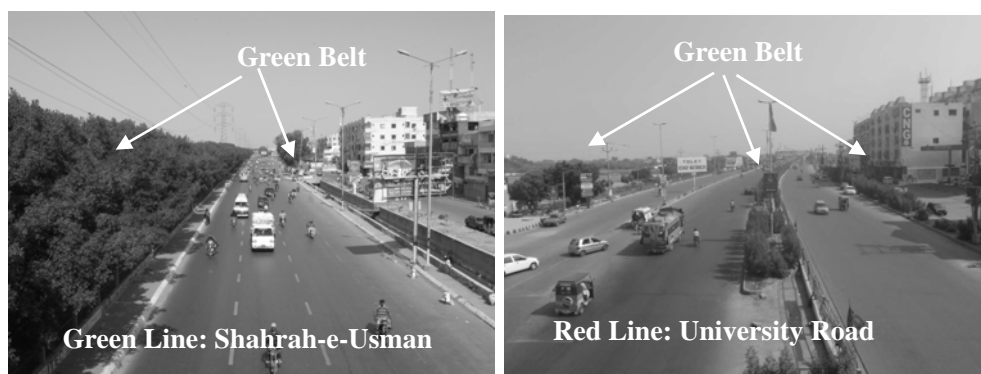 Green Belt
Green Line: Shahrah-e-Usman
Green Belt
CNG
Red Line: University Road